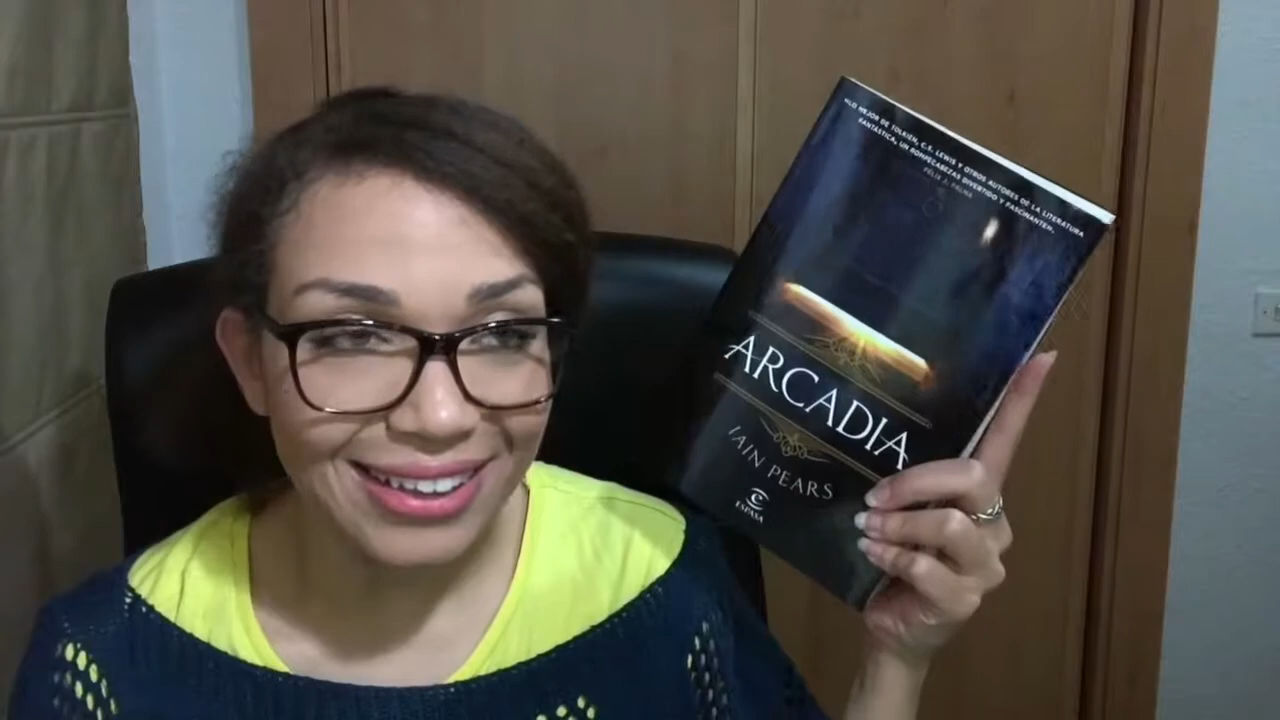 «LO MEJOR DE TOLKIEN, C.S. LEWIS Y OTROS AUTORES DE LA LITERATURA
FANTÁSTICA, UN ROMPECABEZAS DIVERTIDO Y FASCINANTE».
FÉLIX J. PALMA
ARCADIA
IAIN PEARS
ESPASA